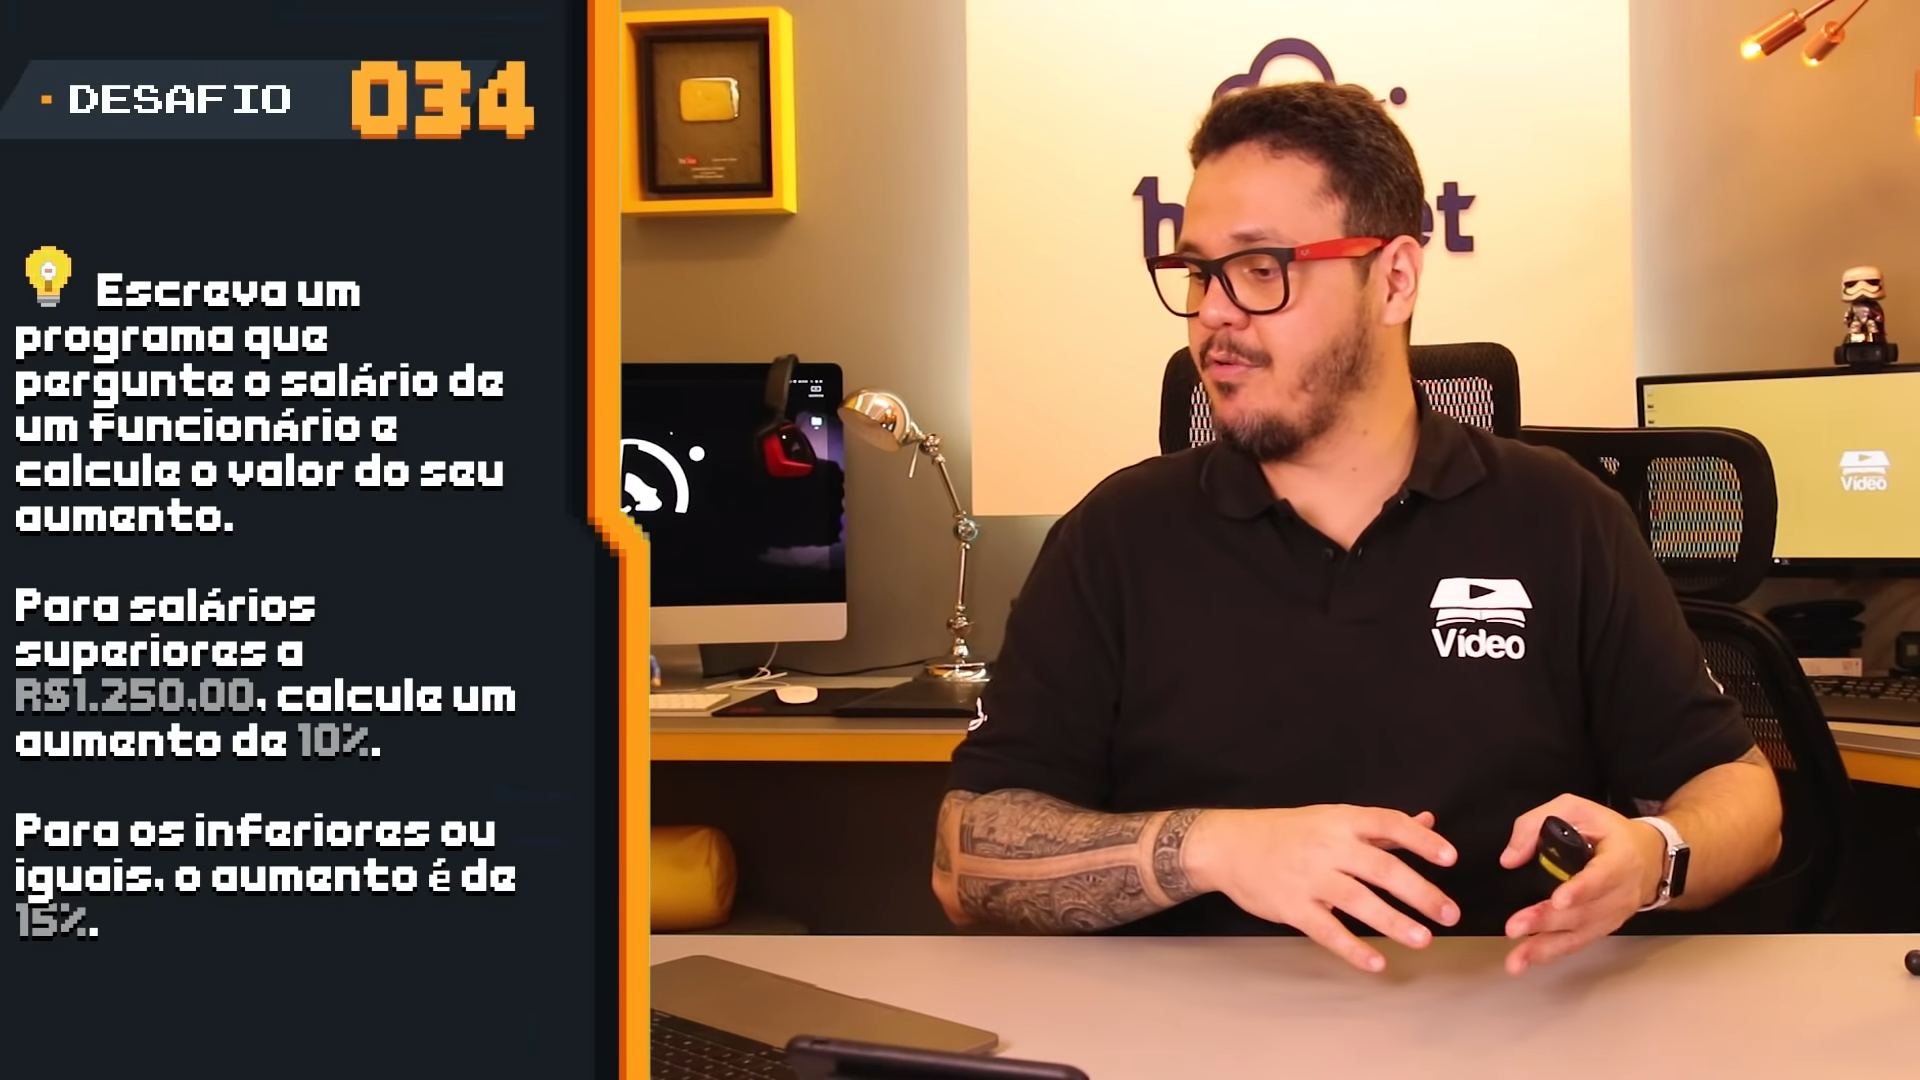 DESAFIO 034
Escreva um
programa que
pergunte o salário de
um funcionário e
calcule o valor do seu
aumento.
Para salários
superiores a
R$1.250,00, calcule um
aumento de 10%.
Para os inferiores ou
iguais, o aumento é de
15%.
Vídeo
Vídeo